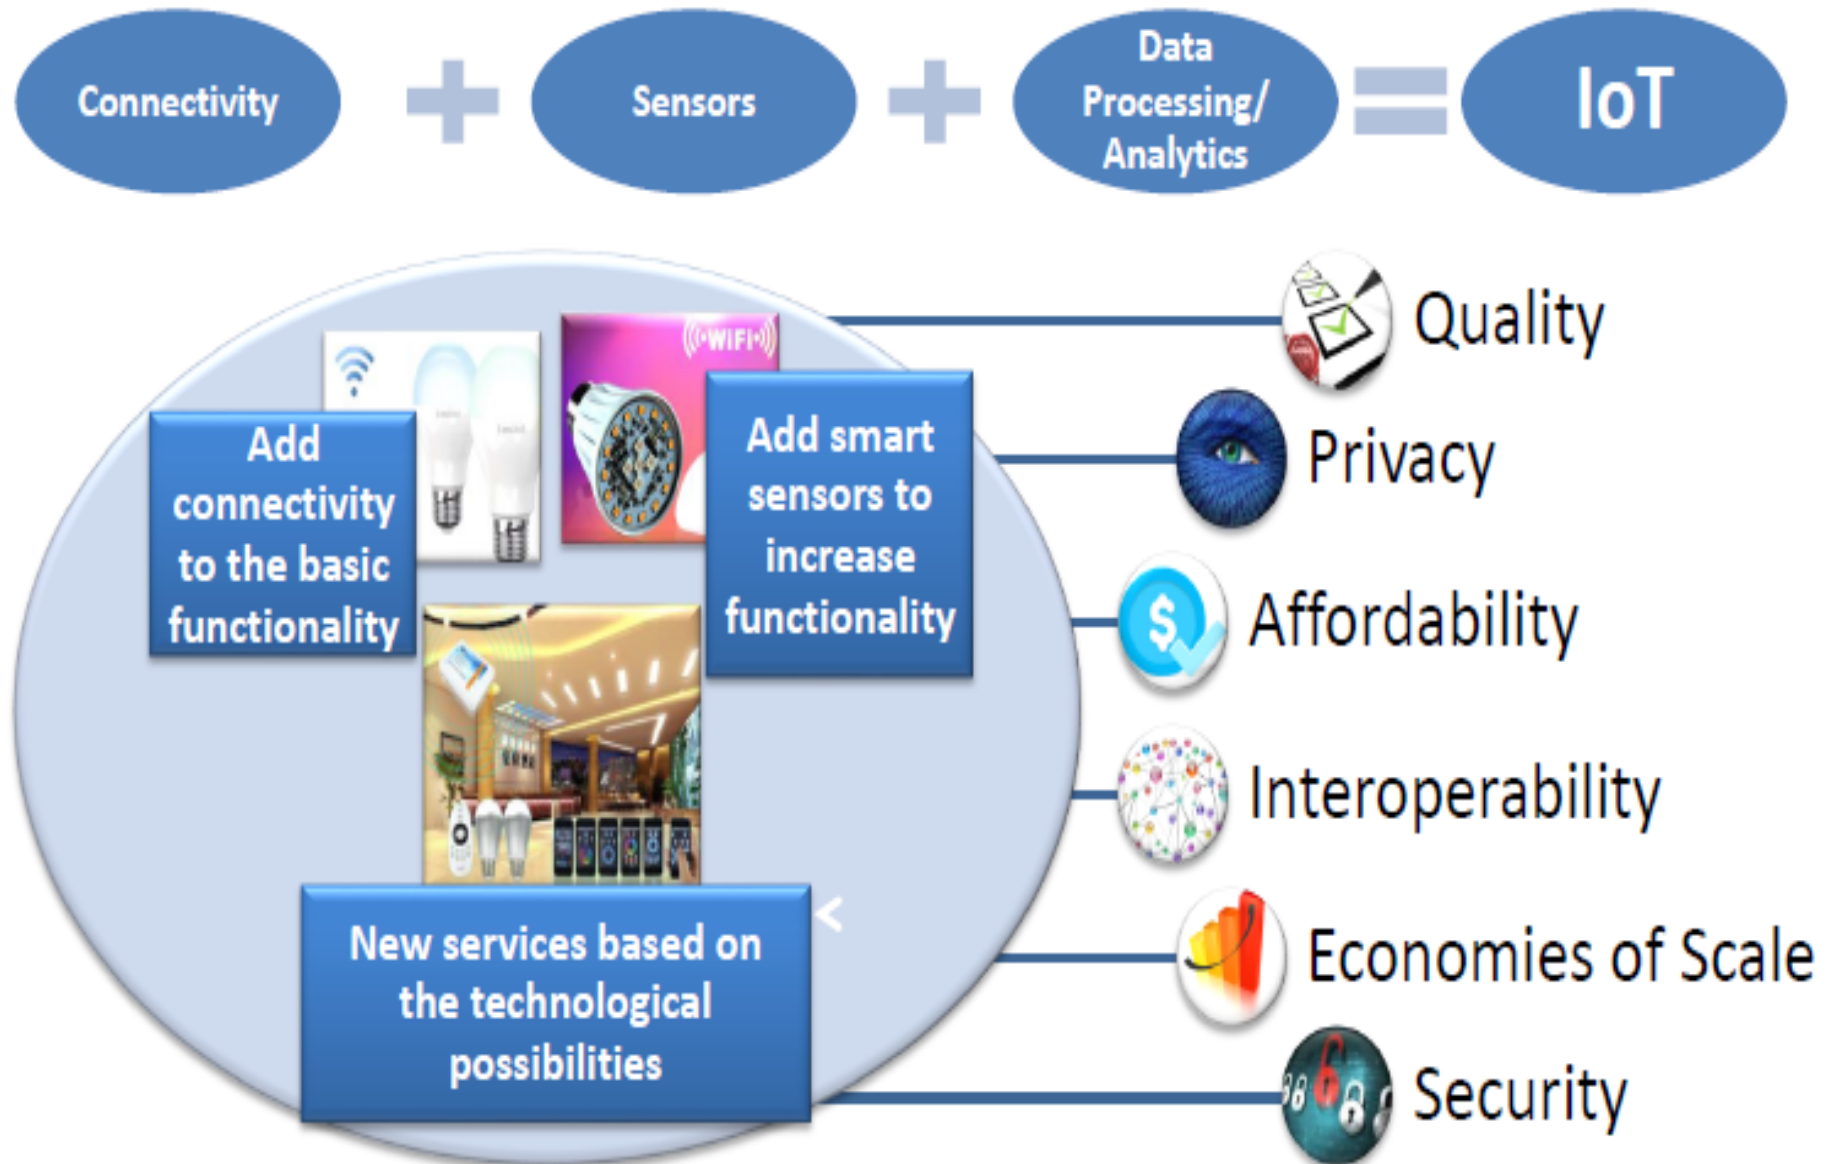 Connectivity
Sensors
Data
Processing/
Analytics
IoT
WiFi
Add
connectivity
to the basic
functionality
Add smart
sensors to
increase
functionality
New services based on
the technological
possibilities
<
Quality
Privacy
Affordability
Interoperability
Economies of Scale
Security